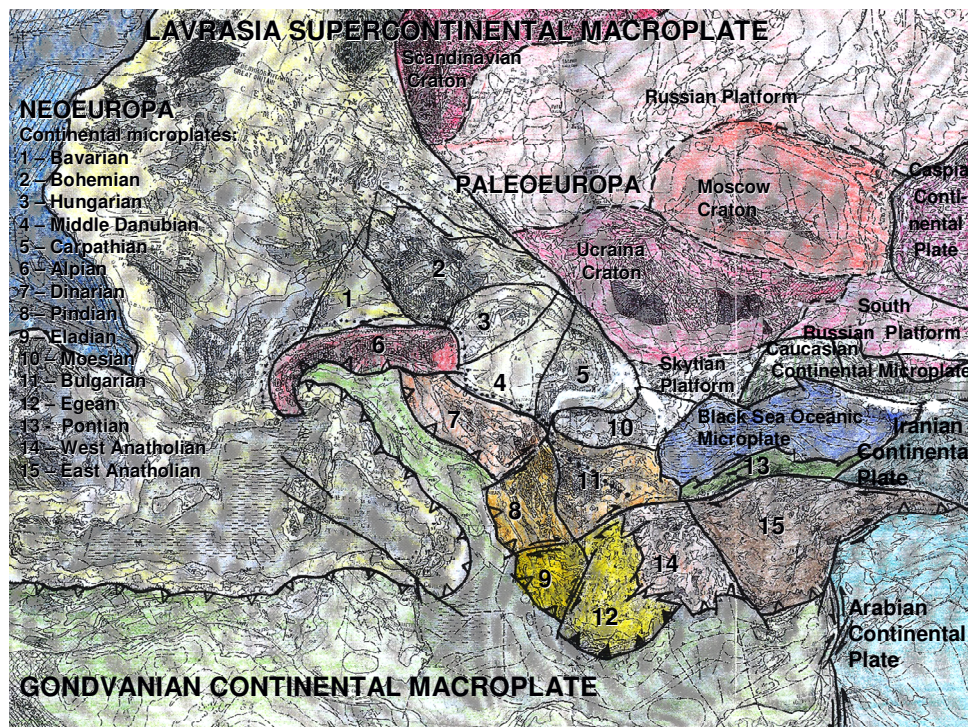 LAVRASIA SUPERCONTINENTAL MACROPLATE
Scandinavian
Craton
Russian Platform
NEOEUROPA
Continental microplates:
1 – Bavarian
2 – Bohemian
3 – Hungarian
4 – Middle Danubian
5 – Carpathian
6 – Alpian
7 – Dinarian
8 – Pindian
9 – Eladian
10 – Moesian
11 – Bulgarian
12 – Egean
13 - Pontian
14 – West Anatholian
15 – East Anatholian
PALEOEUROPA
Moscow
Craton
Caspia
Conti-
nental
Plate
Ucraina
Craton
South
Russian Platform
Caucasian
Continental Microplate
Skytian
Platform
Black Sea Oceanic
Microplate
Iranian
Continenta
Plate
1
2
3
4
5
6
7
8
9
10
11
12
13
14
15
Arabian
Continental
Plate
GONDVANIAN CONTINENTAL MACROPLATE